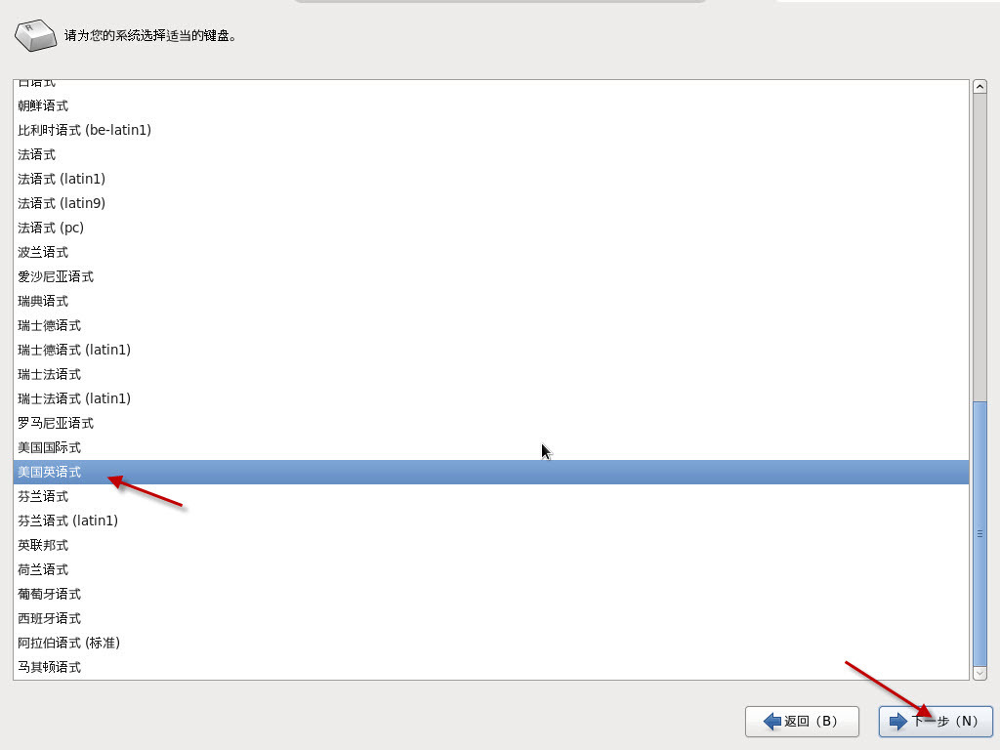 请为您的系统选择适当的键盘。
日语式
朝鲜语式
比利时语式 (be-latin1)
法语式
法语式 (latin1)
法语式 (latin9)
法语式 (pc)
波兰语式
爱沙尼亚语式
瑞典语式
瑞士德语式
瑞士德语式 (latin1)
瑞士法语式
瑞士法语式 (latin1)
罗马尼亚语式
美国国际式
美国英语式
芬兰语式
芬兰语式 (latin1)
英联邦式
荷兰语式
葡萄牙语式
西班牙语式
阿拉伯语式 (标准)
马其顿语式
返回（B） 下一步（N）